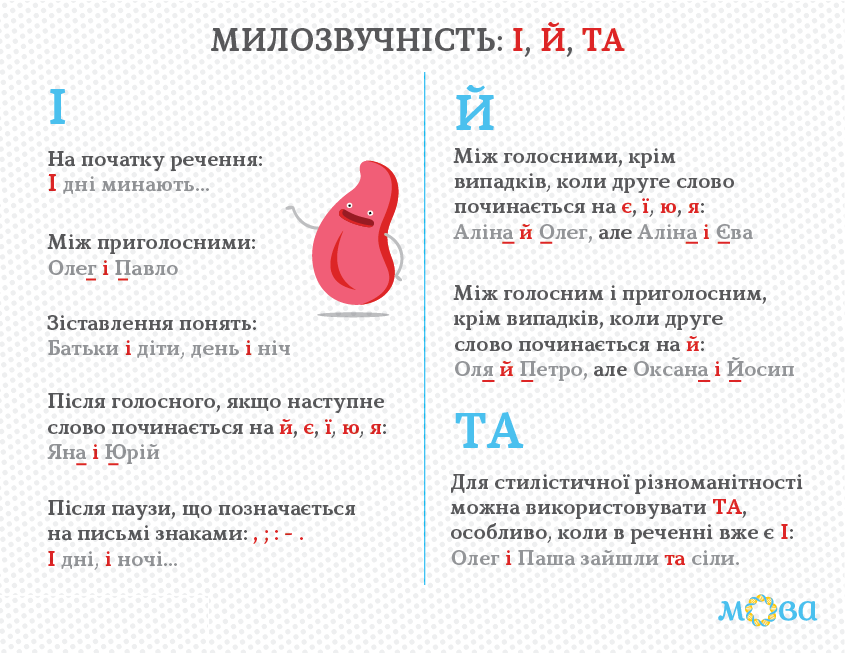 МИЛОЗВУЧНІСТЬ: І, Й, ТА
І
На початку речення:
І дні минають...
Між приголосними:
Олег і Павло
Зіставлення понять:
Батьки і діти, день і ніч
Після голосного, якщо наступне
слово починається на й, є, ї, ю, я:
Яна і Юрій
Після паузи, що позначається
на письмі знаками: , ; : - .
І дні, і ночі...
Й
Між голосними, крім
випадків, коли друге слово
починається на є, ї, ю, я:
Аліна й Олег, але Аліна і Єва
Між голосним і приголосним,
крім випадків, коли друге
слово починається на й:
Оля й Петро, але Оксана і Йосип
ТА
Для стилістичної різноманітності
можна використовувати ТА,
особливо, коли в реченні вже є І:
Олег і Паша зайшли та сіли.
мова